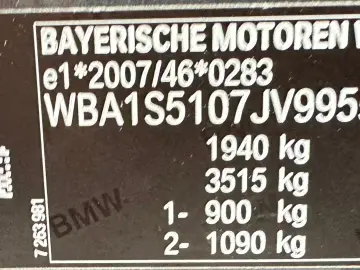 BAYERISCHE MOTOREN
e1*2007/46*0283
WBA1S5107JV995
1940 kg
3515 kg
1- 900 kg
2- 1090 kg
BMW
7 263 981